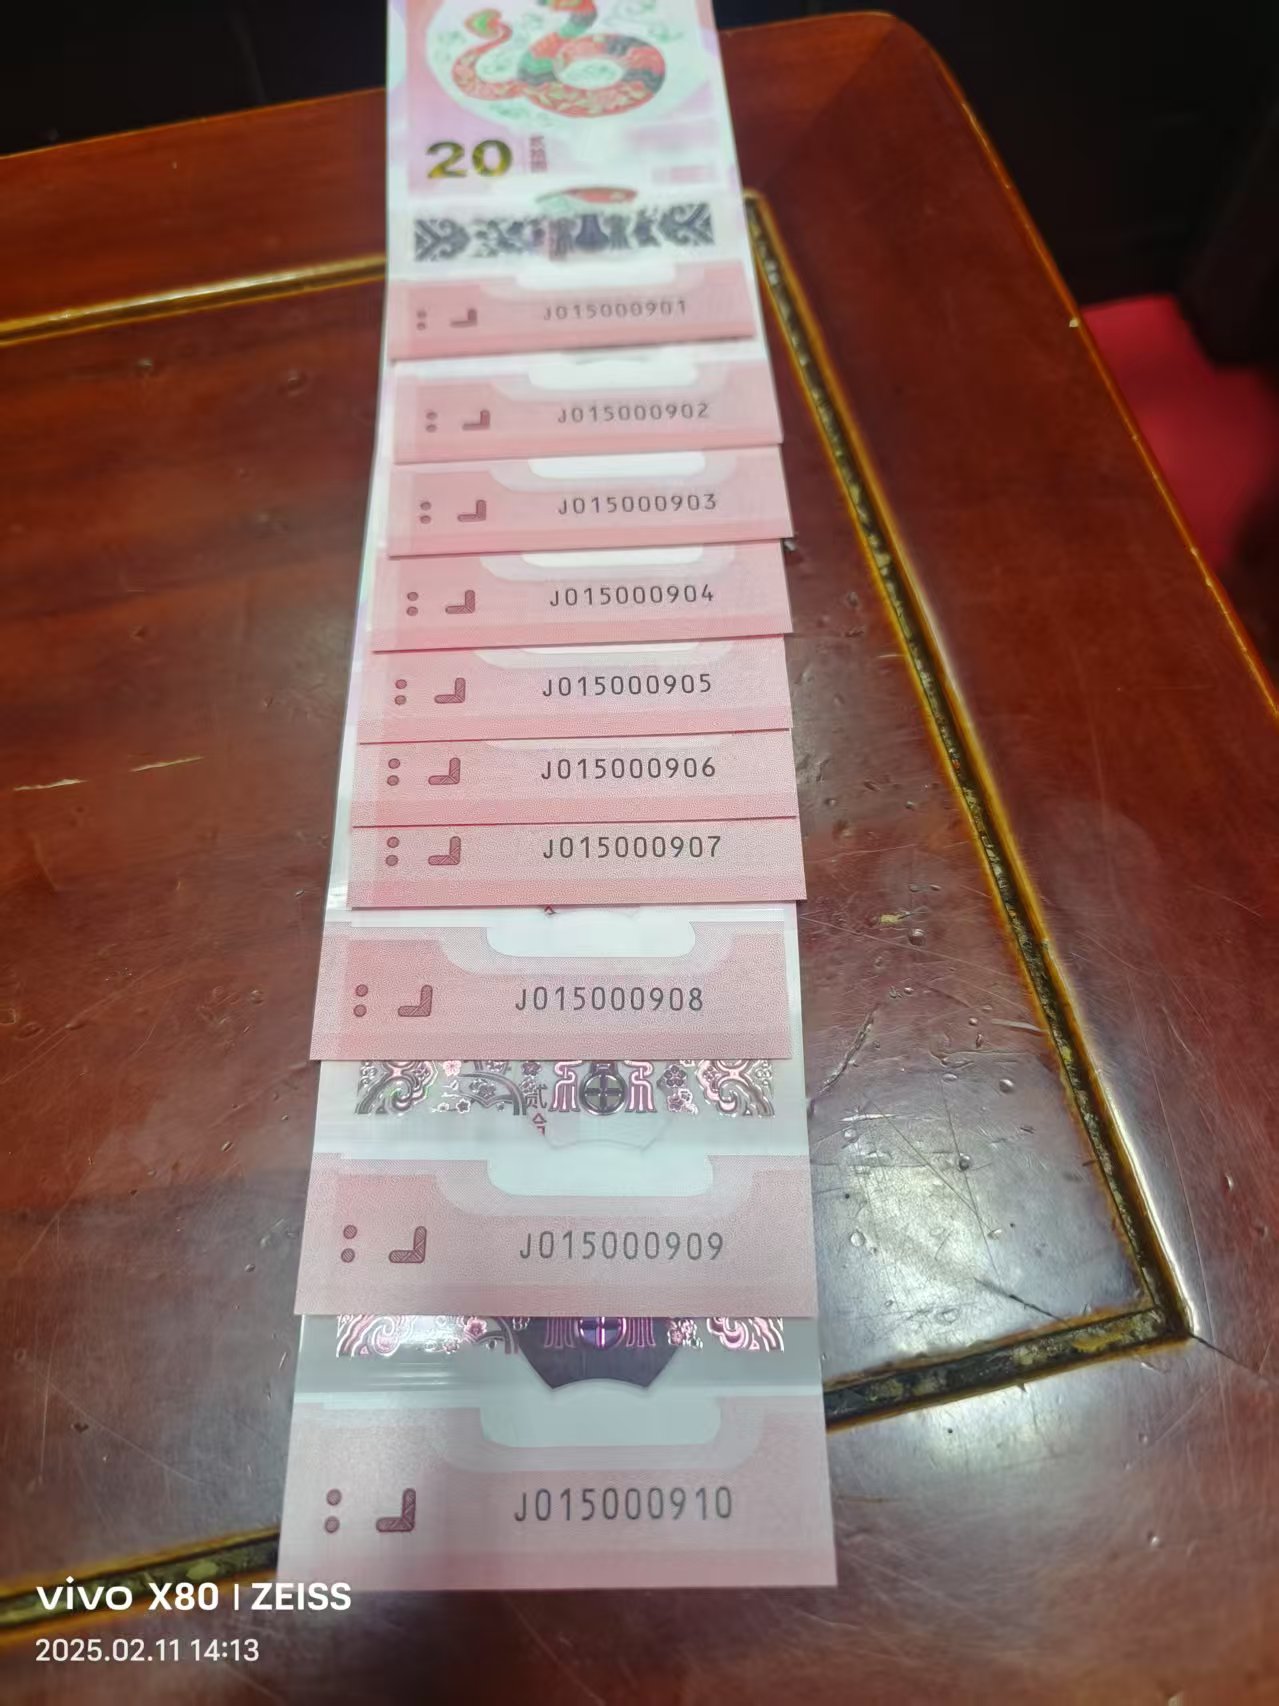 20
J015000901
J015000902
J015000903
J015000904
J015000905
J015000906
J015000907
J015000908
贰
J015000909
J015000910
vivo X80 | ZEISS
2025.02.11 14:13